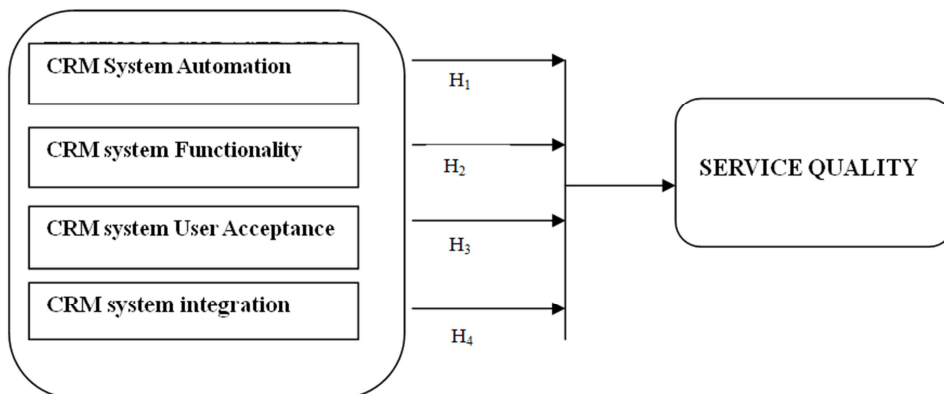 CRM System Automation
H1
CRM system Functionality
H2
SERVICE QUALITY
CRM system User Acceptance
H3
CRM system integration
H4